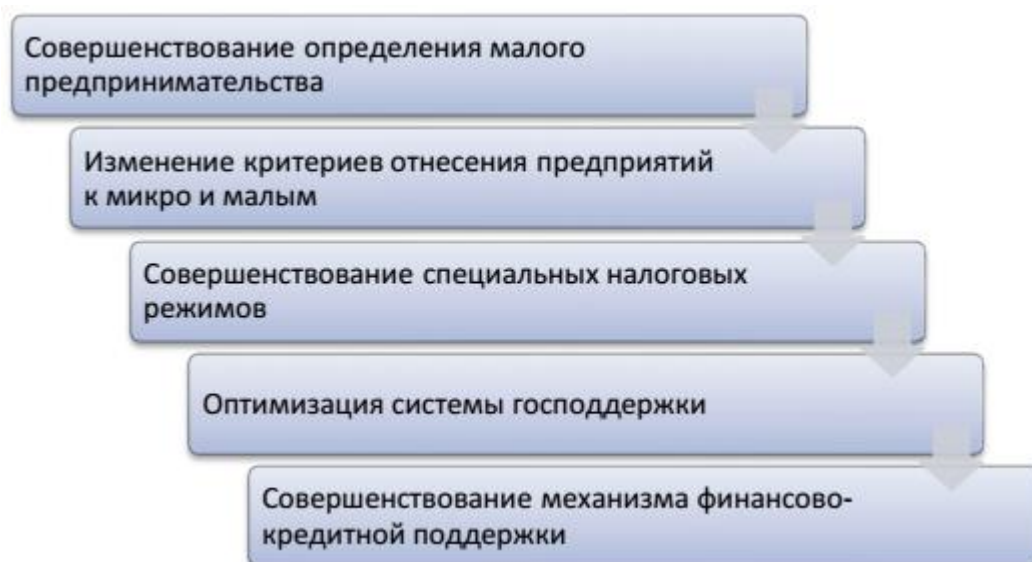 Совершенствование определения малого
предпринимательства
Изменение критериев отнесения предприятий
к микро и малым
Совершенствование специальных налоговых
режимов
Оптимизация системы господдержки
Совершенствование механизма финансово-
кредитной поддержки